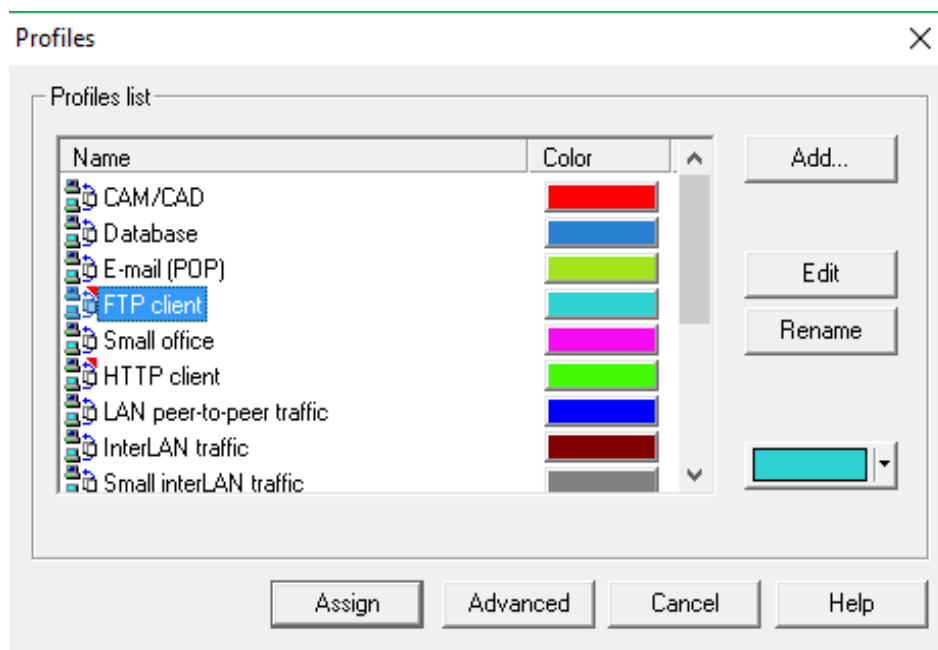 Profiles
Profiles list
Name Color
Add...
CAM/CAD
Database
E-mail (POP)
Edit
FTP client
Small office
Rename
HTTP client
LAN peer-to-peer traffic
InterLAN traffic
Small interLAN traffic
Assign Advanced Cancel Help